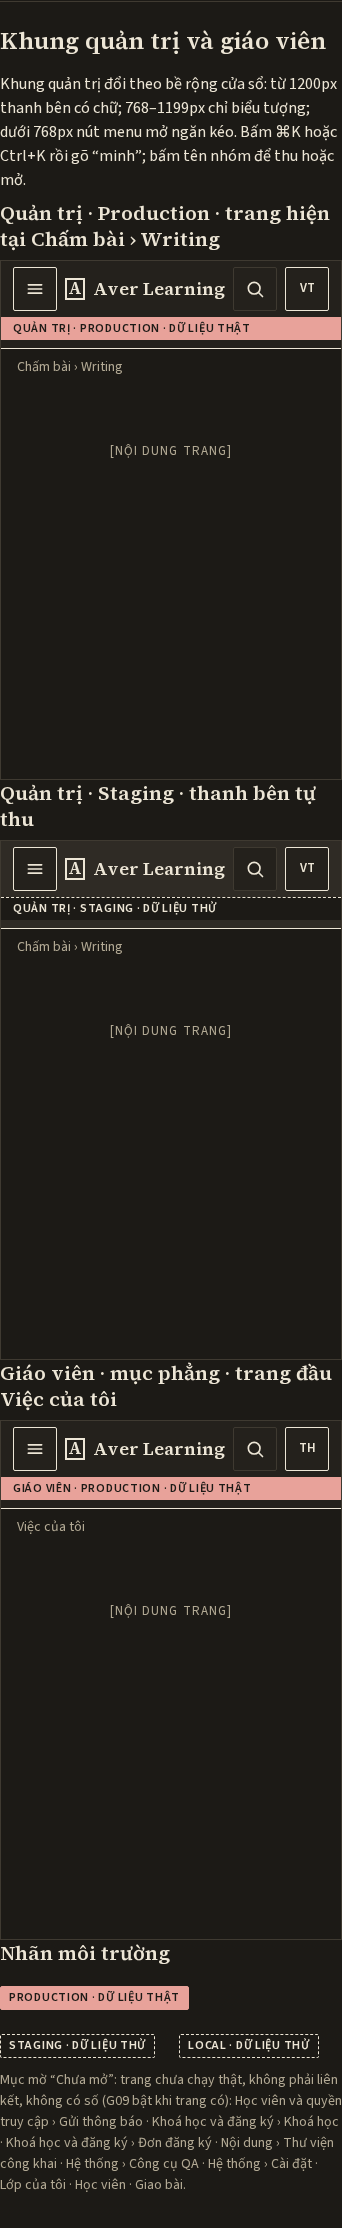 Khung quản trị và giáo viên
Khung quản trị đổi theo bề rộng cửa sổ: từ 1200px
thanh bên có chữ; 768–1199px chỉ biểu tượng;
dưới 768px nút menu mở ngăn kéo. Bấm ⌘K hoặc
Ctrl+K rồi gõ “minh”; bấm tên nhóm để thu hoặc
mở.
Quản trị · Production · trang hiện
tại Chấm bài › Writing
A Aver Learning VT
QUẢN TRỊ · PRODUCTION · DỮ LIỆU THẬT
Chấm bài › Writing
[NỘI DUNG TRANG]
Quản trị · Staging · thanh bên tự
thu
A Aver Learning VT
QUẢN TRỊ · STAGING · DỮ LIỆU THỬ
Chấm bài › Writing
[NỘI DUNG TRANG]
Giáo viên · mục phẳng · trang đầu
Việc của tôi
A Aver Learning TH
GIÁO VIÊN · PRODUCTION · DỮ LIỆU THẬT
Việc của tôi
[NỘI DUNG TRANG]
Nhãn môi trường
PRODUCTION · DỮ LIỆU THẬT
STAGING · DỮ LIỆU THỬ LOCAL · DỮ LIỆU THỬ
Mục mờ “Chưa mở”: trang chưa chạy thật, không phải liên
kết, không có số (G09 bật khi trang có): Học viên và quyền
truy cập › Gửi thông báo · Khoá học và đăng ký › Khoá học
· Khoá học và đăng ký › Đơn đăng ký · Nội dung › Thư viện
công khai · Hệ thống › Công cụ QA · Hệ thống › Cài đặt ·
Lớp của tôi · Học viên · Giao bài.